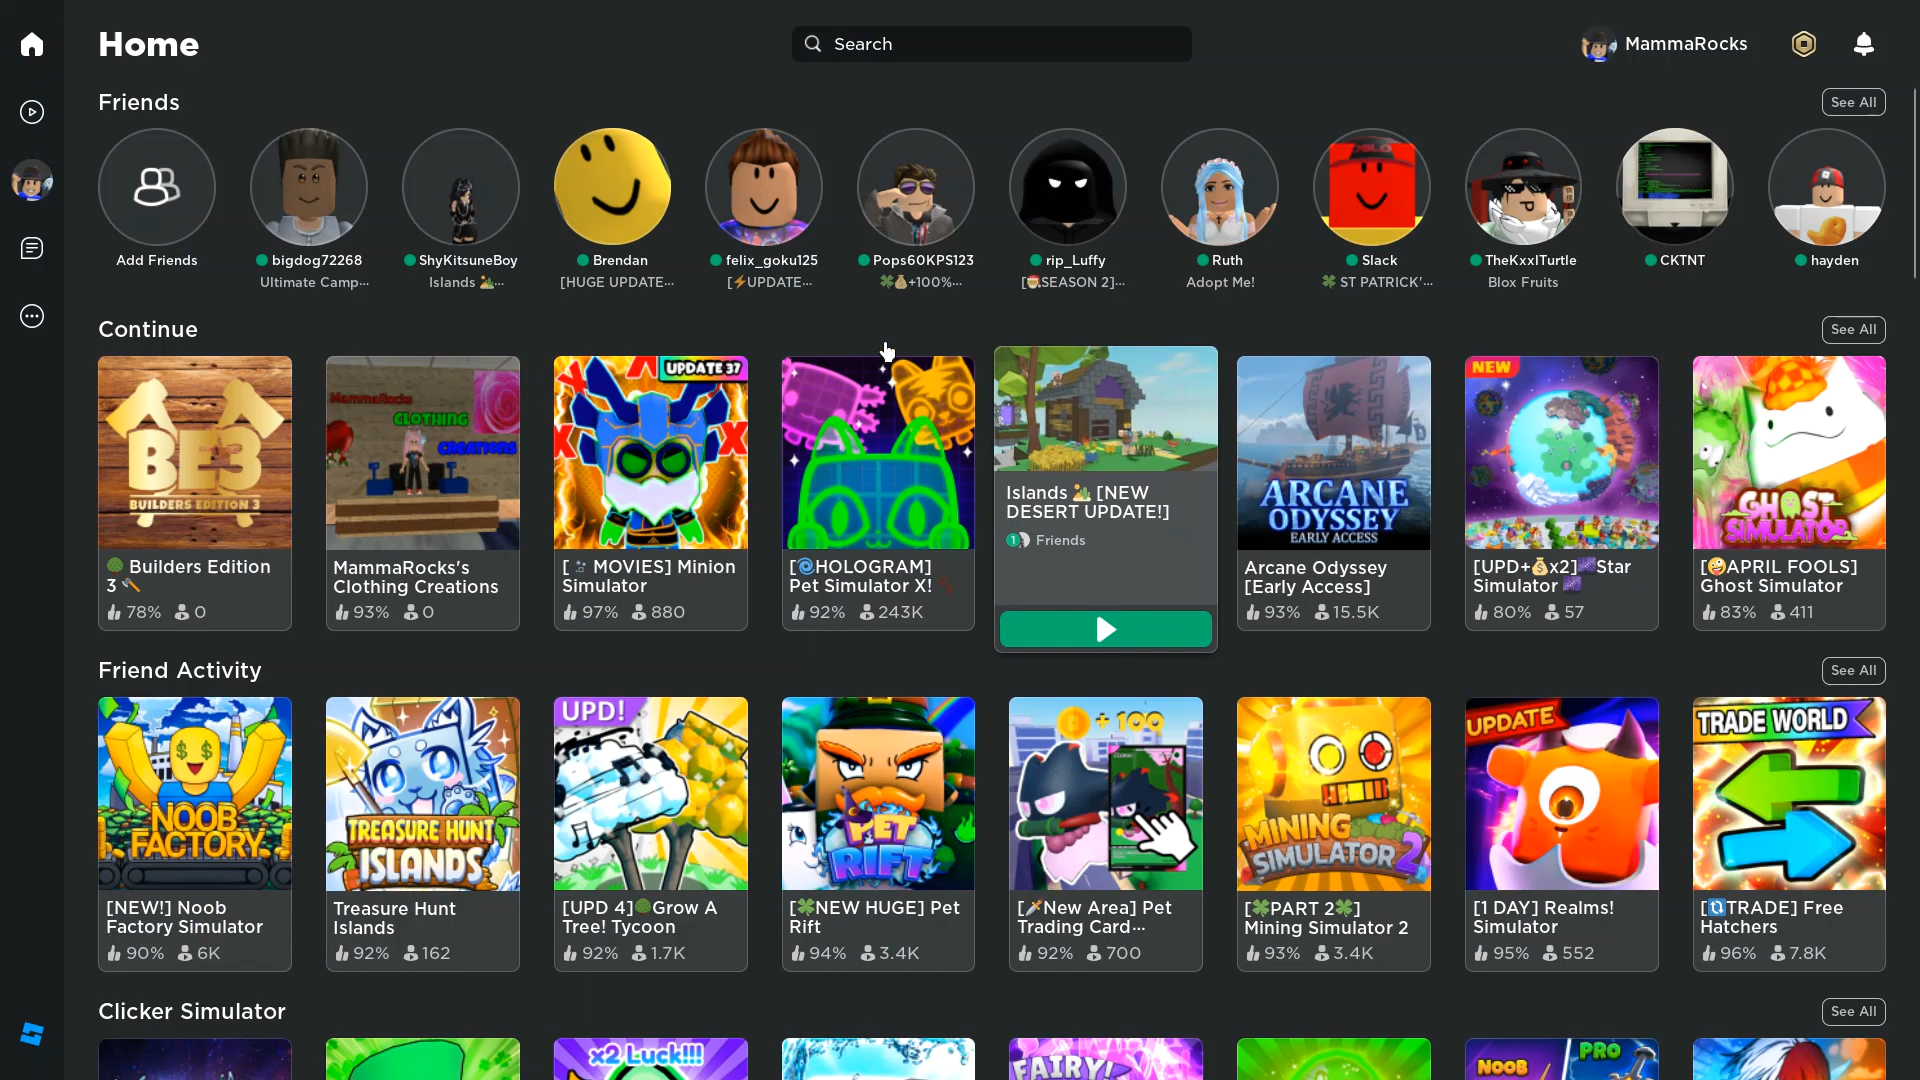 Home
Search
MammaRocks
Friends
See All
Add Friends
bigdog72268
Ultimate Camp...
ShyKitsuneBoy
Islands 🏜️...
Brendan
[HUGE UPDATE...
felix_goku125
[⚡UPDATE...
Pops60KPS123
🍀💰+100%...
rip_Luffy
[🎅SEASON 2]...
Ruth
Adopt Me!
Slack
🍀 ST PATRICK'...
TheKxxlTurtle
Blox Fruits
CKTNT
hayden
Continue
See All
BE3
BUILDERS EDITION 3
Builders Edition
3 🔨
78% 0
MammaRocks
CLOTHING
CREATIONS
MammaRocks's
Clothing Creations
93% 0
UPDATE 37
[🎥 MOVIES] Minion
Simulator
97% 880
[🌀HOLOGRAM]
Pet Simulator X!
92% 243K
Islands 🏜️ [NEW
DESERT UPDATE!]
1 Friends
ARCANE
ODYSSEY
EARLY ACCESS
Arcane Odyssey
[Early Access]
93% 15.5K
NEW
[UPD+💰x2]🌌Star
Simulator 🌌
80% 57
GHOST
SIMULATOR
[🤪APRIL FOOLS]
Ghost Simulator
83% 411
Friend Activity
See All
NOOB
FACTORY
[NEW!] Noob
Factory Simulator
90% 6K
TREASURE HUNT
ISLANDS
Treasure Hunt
Islands
92% 162
UPD!
[UPD 4]🌳Grow A
Tree! Tycoon
92% 1.7K
PET
RIFT
[🍀NEW HUGE] Pet
Rift
94% 3.4K
+ 100
[🗡️New Area] Pet
Trading Card...
92% 700
MINING
SIMULATOR 2
[🍀PART 2🍀]
Mining Simulator 2
93% 3.4K
UPDATE
[1 DAY] Realms!
Simulator
95% 552
TRADE WORLD
[🔃TRADE] Free
Hatchers
96% 7.8K
Clicker Simulator
See All
x2 Luck!!!
FAIRY!
NOOB
PRO